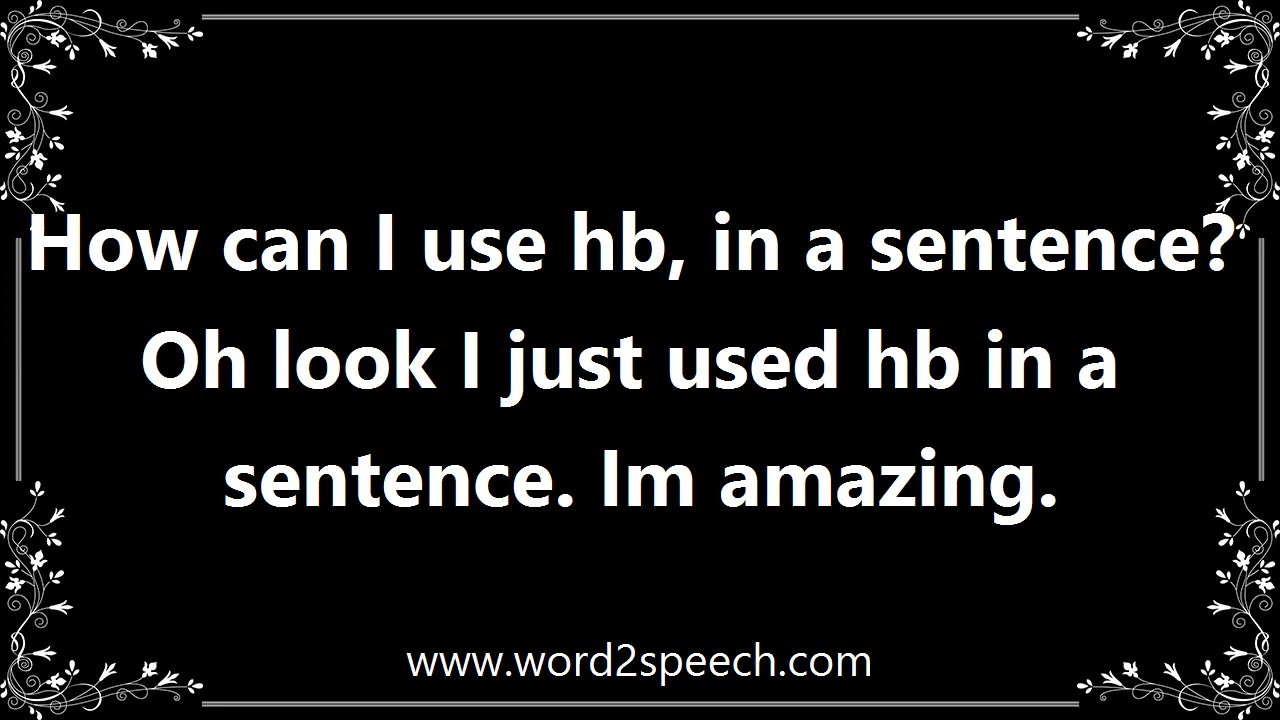 How can I use hb, in a sentence?
Oh look I just used hb in a
sentence. Im amazing.
www.word2speech.com